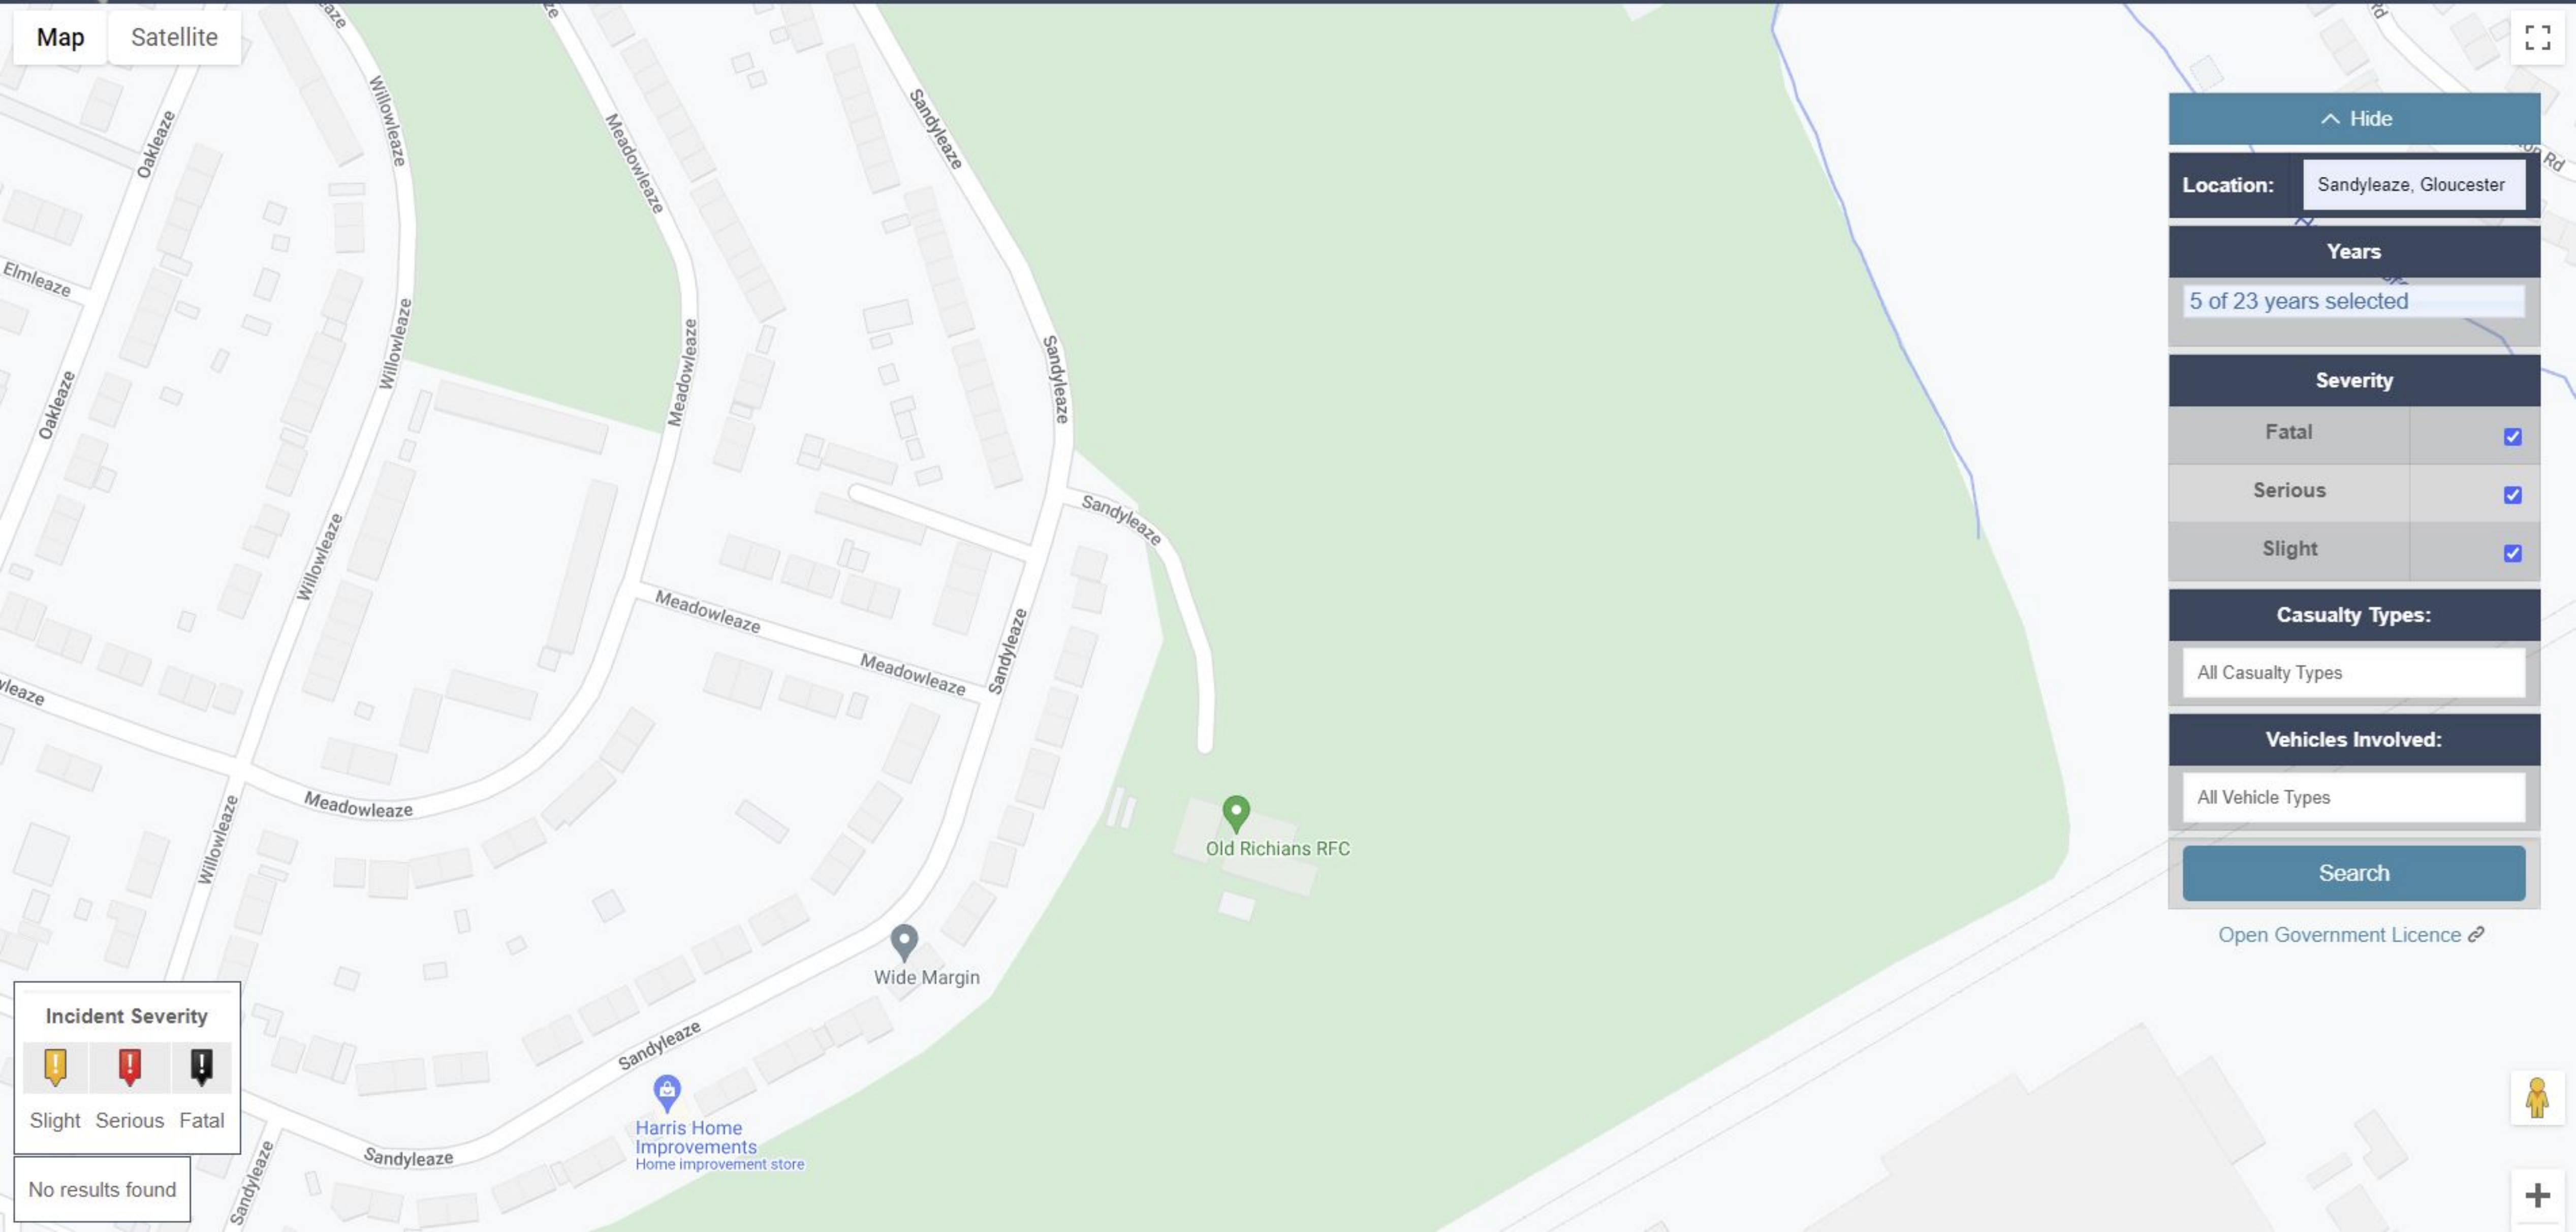 Map
Satellite
Hide
Location:
Sandyleaze, Gloucester
Years
5 of 23 years selected
Severity
Fatal
Serious
Slight
Casualty Types:
All Casualty Types
Vehicles Involved:
All Vehicle Types
Search
Open Government Licence
Oakleaze
Willowleaze
Meadowleaze
Sandyleaze
Elmleaze
Oakleaze
Willowleaze
Meadowleaze
Sandyleaze
Sandyleaze
Willowleaze
Meadowleaze
Meadowleaze
Sandyleaze
Meadowleaze
Willowleaze
Old Richians RFC
Wide Margin
Sandyleaze
Harris Home
Improvements
Home improvement store
Sandyleaze
Sandyleaze
Incident Severity
Slight Serious Fatal
No results found
Rd
Rd